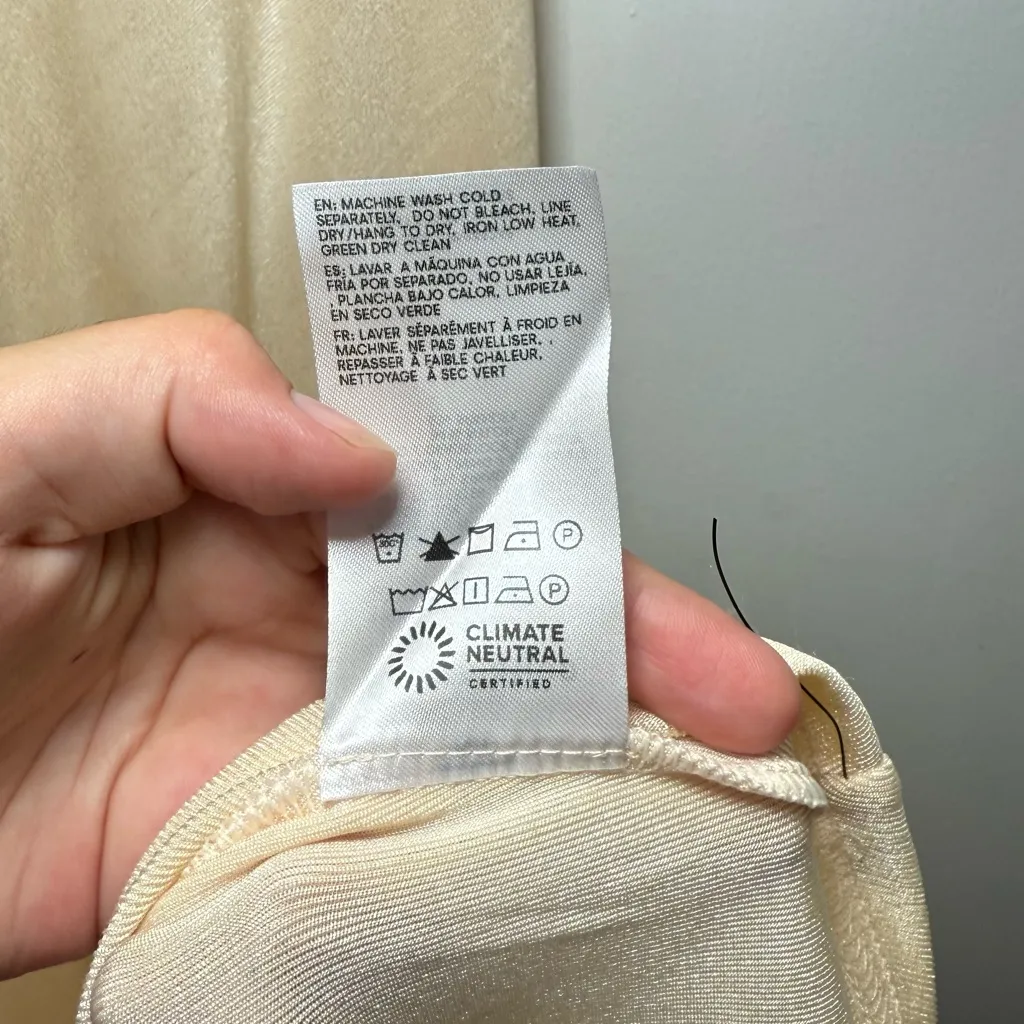 EN: MACHINE WASH COLD
SEPARATELY, DO NOT BLEACH, LINE
DRY/HANG TO DRY, IRON LOW HEAT,
GREEN DRY CLEAN
ES: LAVAR A MÁQUINA CON AGUA
FRÍA POR SEPARADO, NO USAR LEJÍA,
, PLANCHA BAJO CALOR, LIMPIEZA
EN SECO VERDE
FR: LAVER SÉPARÉMENT À FROID EN
MACHINE, NE PAS JAVELLISER, ,
REPASSER À FAIBLE CHALEUR,
NETTOYAGE À SEC VERT
30C P
P
CLIMATE
NEUTRAL
CERTIFIED